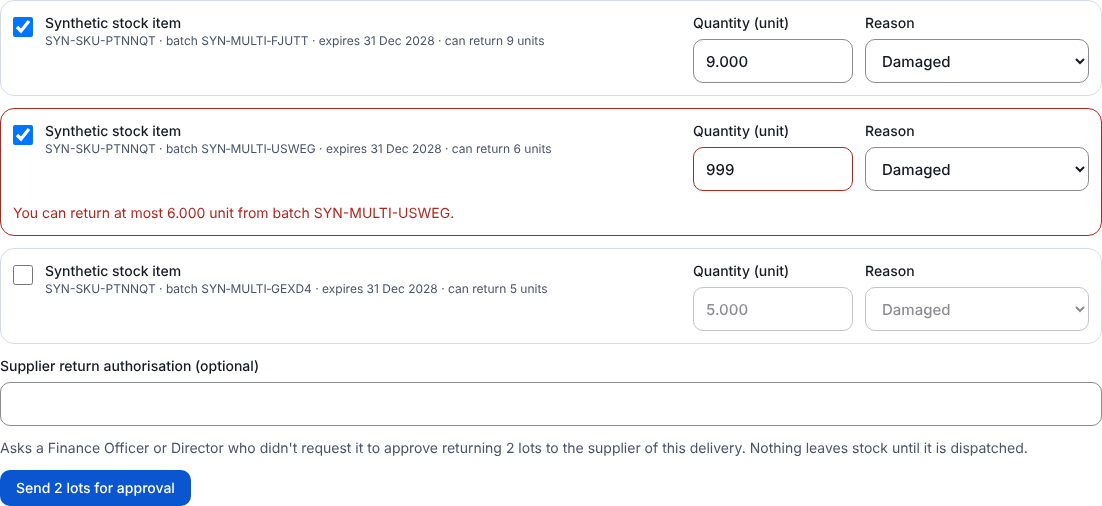 Synthetic stock item
SYN-SKU-PTNNQT · batch SYN-MULTI-FJUTT · expires 31 Dec 2028 · can return 9 units
Quantity (unit)
9.000
Reason
Damaged
Synthetic stock item
SYN-SKU-PTNNQT · batch SYN-MULTI-USWEG · expires 31 Dec 2028 · can return 6 units
Quantity (unit)
999
Reason
Damaged
You can return at most 6.000 unit from batch SYN-MULTI-USWEG.
Synthetic stock item
SYN-SKU-PTNNQT · batch SYN-MULTI-GEXD4 · expires 31 Dec 2028 · can return 5 units
Quantity (unit)
5.000
Reason
Damaged
Supplier return authorisation (optional)
Asks a Finance Officer or Director who didn't request it to approve returning 2 lots to the supplier of this delivery. Nothing leaves stock until it is dispatched.
Send 2 lots for approval